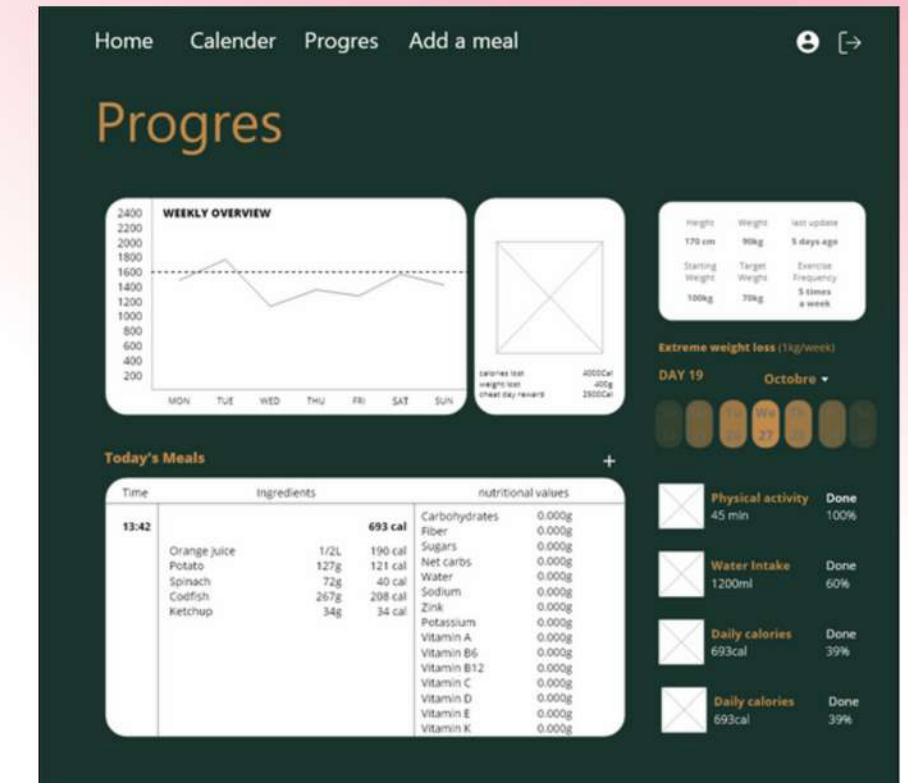 Home Calender Progres Add a meal
Progres
WEEKLY OVERVIEW
2400
2200
2000
1800
1600
1400
1200
1000
800
600
400
200
MON TUE WED THU FRI SAT SUN
calories lost 4000Cal
weight lost 400g
cheat day reward 2500Cal
Height Weight last update
170 cm 90kg 5 days ago
Starting Weight Target Weight Exercise Frequency
100kg 70kg 5 times a week
Extreme weight loss (1kg/week)
DAY 19 Octobre
Tu We Th
26 27 28
Today's Meals +
Time Ingredients nutritional values
13:42 693 cal
Orange Juice 1/2L 190 cal
Potato 127g 121 cal
Spinach 72g 40 cal
Codfish 267g 208 cal
Ketchup 34g 34 cal
Carbohydrates 0.000g
Fiber 0.000g
Sugars 0.000g
Net carbs 0.000g
Water 0.000g
Sodium 0.000g
Zink 0.000g
Potassium 0.000g
Vitamin A 0.000g
Vitamin B6 0.000g
Vitamin B12 0.000g
Vitamin C 0.000g
Vitamin D 0.000g
Vitamin E 0.000g
Vitamin K 0.000g
Physical activity Done
45 min 100%
Water Intake Done
1200ml 60%
Daily calories Done
693cal 39%
Daily calories Done
693cal 39%